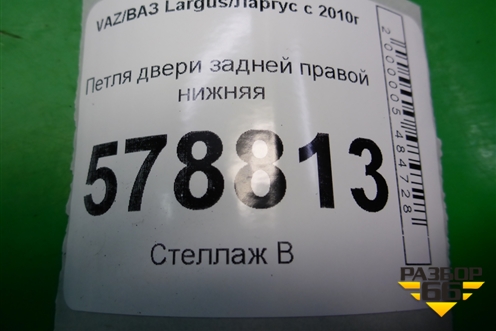 VAZ/ВАЗ Largus/Ларгус с 2010г
Петля двери задней правой
нижняя
578813
Стеллаж В
2000005484728
РАЗБОР
66